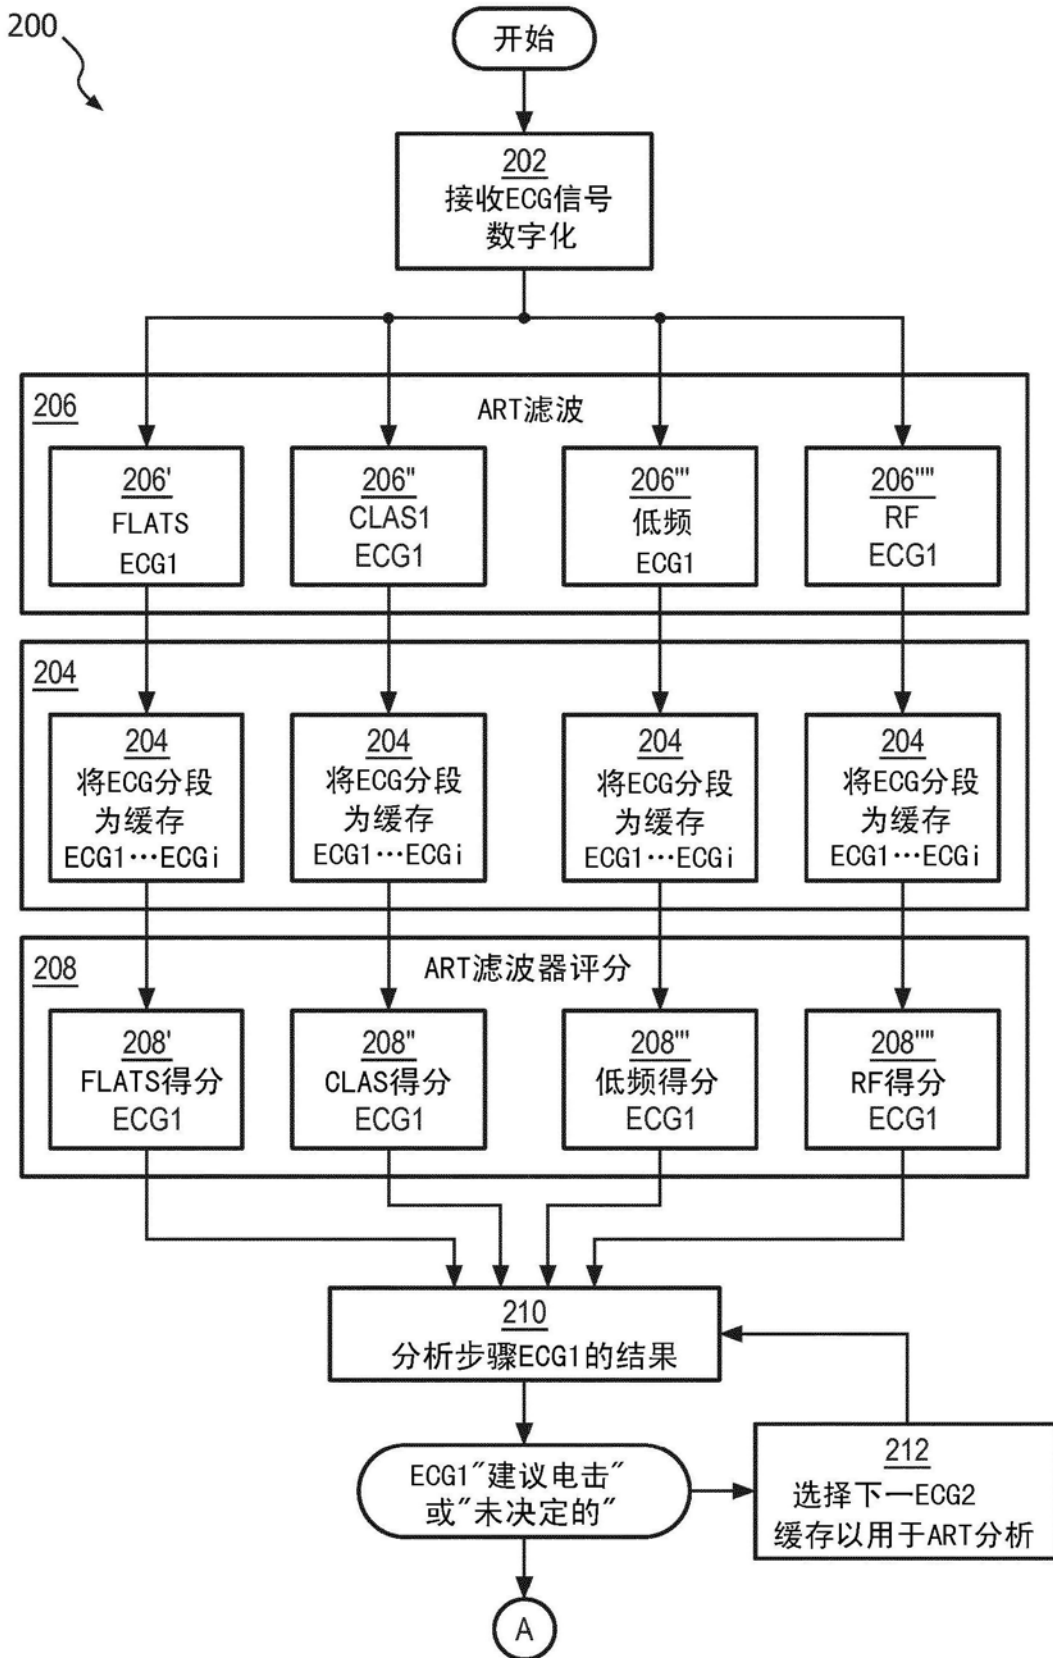 200
开始
202
接收ECG信号
数字化
206
ART滤波
206'
FLATS
ECG1
206''
CLAS1
ECG1
206'''
低频
ECG1
206''''
RF
ECG1
204
204
将ECG分段
为缓存
ECG1···ECGi
204
将ECG分段
为缓存
ECG1···ECGi
204
将ECG分段
为缓存
ECG1···ECGi
204
将ECG分段
为缓存
ECG1···ECGi
208
ART滤波器评分
208'
FLATS得分
ECG1
208''
CLAS得分
ECG1
208'''
低频得分
ECG1
208''''
RF得分
ECG1
210
分析步骤ECG1的结果
ECG1"建议电击"
或"未决定的"
212
选择下一ECG2
缓存以用于ART分析
A